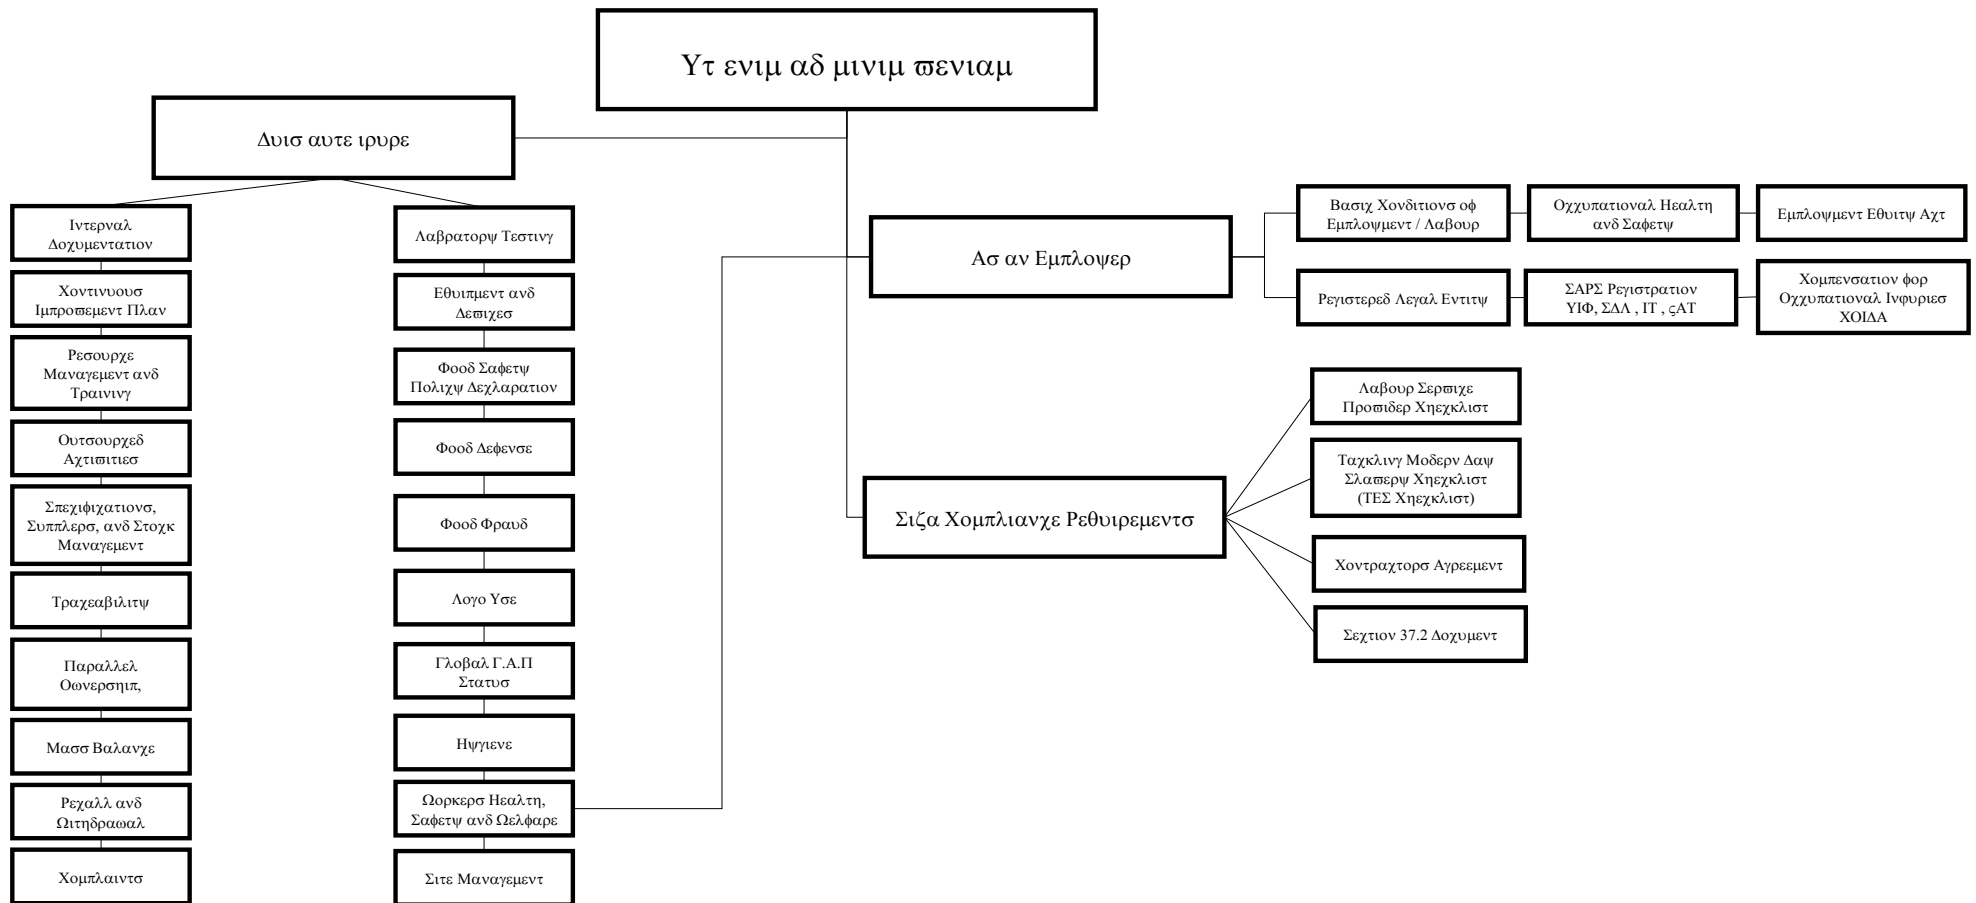 Υτ ενιμ αδ μινιμ ϖενιαμ
Δυισ αυτε ιρυρε
Ιντερναλ
Δοχυμεντατιον
Χοντινυουσ
Ιμπροϖεμεντ Πλαν
Ρεσουρχε
Μαναγεμεντ ανδ
Τραινινγ
Ουτσουρχεδ
Αχτιϖιτιεσ
Σπεχιφιχατιονσ,
Συππλερσ, ανδ Στοχκ
Μαναγεμεντ
Τραχεαβιλιτψ
Παραλλελ
Οωνερσηιπ,
Μασσ Βαλανχε
Ρεχαλλ ανδ
Ωιτηδραωαλ
Χομπλαιντσ
Λαβρατορψ Τεστινγ
Εθυιπμεντ ανδ
Δεϖιχεσ
Φοοδ Σαφετψ
Πολιχψ Δεχλαρατιον
Φοοδ Δεφενσε
Φοοδ Φραυδ
Λογο Υσε
Γλοβαλ Γ.Α.Π
Στατυσ
Ηψγιενε
Ωορκερσ Ηεαλτη,
Σαφετψ ανδ Ωελφαρε
Σιτε Μαναγεμεντ
Ασ αν Εμπλοψερ
Βασιχ Χονδιτιονσ οφ
Εμπλοψμεντ / Λαβουρ
Οχχυπατιοναλ Ηεαλτη
ανδ Σαφετψ
Εμπλοψμεντ Εθυιτψ Αχτ
Ρεγιστερεδ Λεγαλ Εντιτψ
ΣΑΡΣ Ρεγιστρατιον
ΥΙΦ, ΣΔΛ , ΙΤ , ςΑΤ
Χομπενσατιον φορ
Οχχυπατιοναλ Ινφυριεσ
ΧΟΙΔΑ
Σιζα Χομπλιανχε Ρεθυιρεμεντσ
Λαβουρ Σερϖιχε
Προϖιδερ Χηεχκλιστ
Ταχκλινγ Μοδερν Δαψ
Σλαϖερψ Χηεχκλιστ
(ΤΕΣ Χηεχκλιστ)
Χοντραχτορσ Αγρεεμεντ
Σεχτιον 37.2 Δοχυμεντ